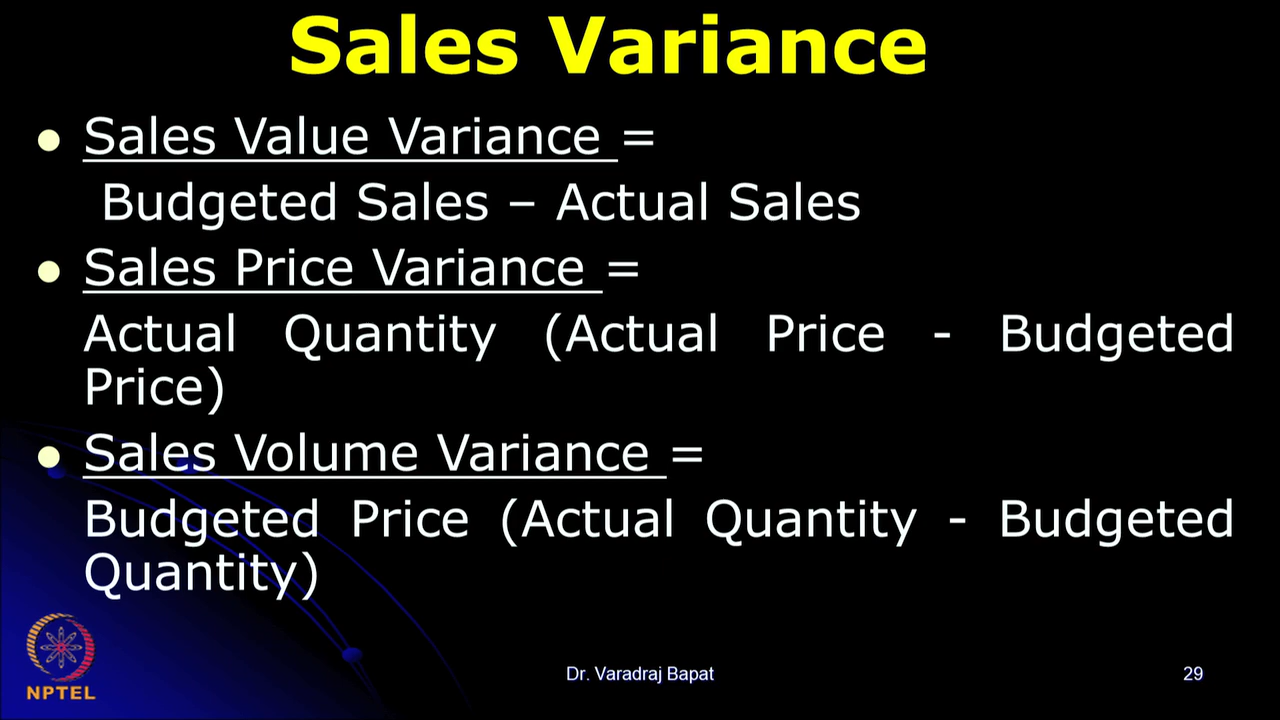 Sales Variance
Sales Value Variance =
Budgeted Sales – Actual Sales
Sales Price Variance =
Actual Quantity (Actual Price - Budgeted
Price)
Sales Volume Variance =
Budgeted Price (Actual Quantity - Budgeted
Quantity)
NPTEL
Dr. Varadraj Bapat
29